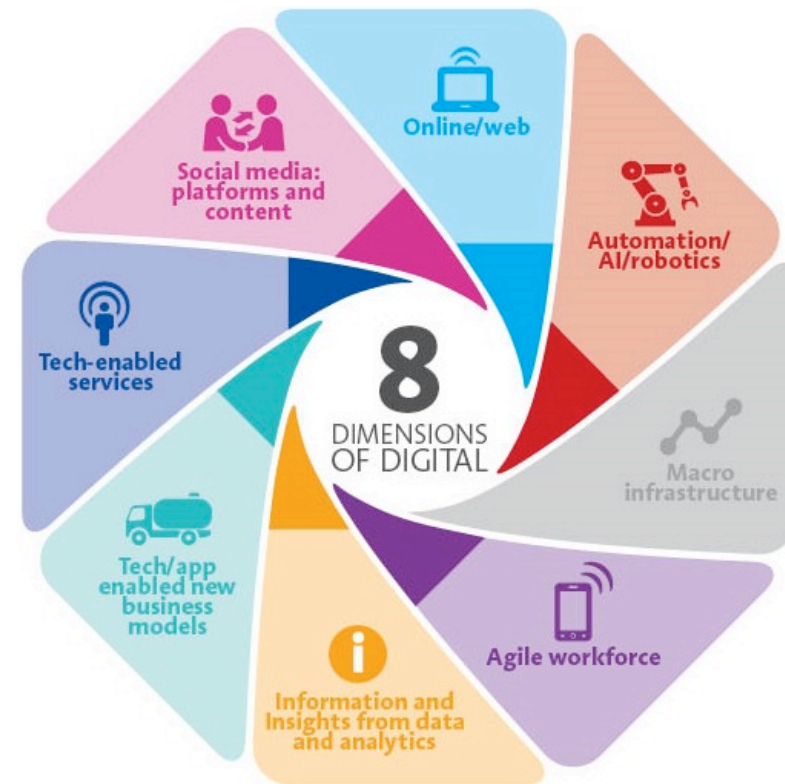 Online/web
Automation/
AI/robotics
Macro
infrastructure
Agile workforce
Information and
Insights from data
and analytics
Tech/app
enabled new
business
models
Tech-enabled
services
Social media:
platforms and
content
8
DIMENSIONS
OF DIGITAL